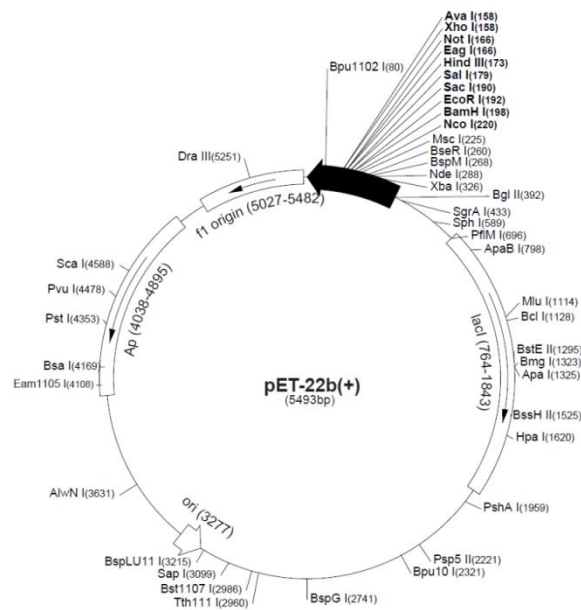 Ava I(158)
Xho I(158)
Not I(166)
Eag I(166)
Hind III(173)
Sal I(179)
Sac I(190)
EcoR I(192)
BamH I(198)
Nco I(220)
Bpu1102 I(80)
Msc I(225)
BseR I(260)
BspM I(268)
Nde I(288)
Xba I(326)
Bgl II(392)
SgrA I(433)
Sph I(589)
PflM I(696)
ApaB I(798)
Mlu I(1114)
Bcl I(1128)
BstE II(1295)
Bmg I(1323)
Apa I(1325)
BssH II(1525)
Hpa I(1620)
PshA I(1959)
Psp5 II(2221)
Bpu10 I(2321)
BspG I(2741)
Tth111 I(2960)
Bst1107 I(2986)
Sap I(3099)
BspLU11 I(3215)
AlwN I(3631)
Eam1105 I(4108)
Bsa I(4169)
Pst I(4353)
Pvu I(4478)
Sca I(4588)
Dra III(5251)
f1 origin (5027-5482)
Ap (4038-4895)
lacI (764-1843)
ori (3277)
pET-22b(+)
(5493bp)